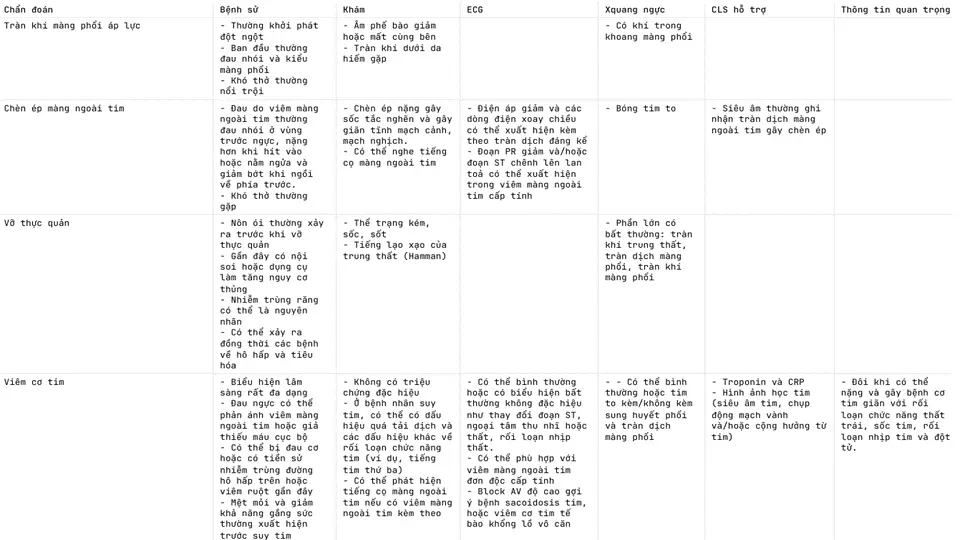 Chẩn đoán
Bệnh sử
Khám
ECG
Xquang ngực
CLS hỗ trợ
Thông tin quan trọng
Tràn khí màng phổi áp lực
- Thường khởi phát
đột ngột
- Ban đầu thường
đau nhói và kiểu
màng phổi
- Khó thở thường
nổi trội
- Âm phế bào giảm
hoặc mất cùng bên
- Tràn khí dưới da
hiếm gặp
- Có khí trong
khoang màng phổi
Chèn ép màng ngoài tim
- Đau do viêm màng
ngoài tim thường
đau nhói ở vùng
trước ngực, nặng
hơn khi hít vào
hoặc nằm ngửa và
giảm bớt khi ngồi
về phía trước.
- Khó thở thường
gặp
- Chèn ép nặng gây
sốc tắc nghẽn và gây
giãn tĩnh mạch cảnh,
mạch nghịch.
- Có thể nghe tiếng
cọ màng ngoài tim
- Điện áp giảm và các
dòng điện xoay chiều
có thể xuất hiện kèm
theo tràn dịch đáng kể
- Đoạn PR giảm và/hoặc
đoạn ST chênh lên lan
toả có thể xuất hiện
trong viêm màng ngoài
tim cấp tính
- Bóng tim to
- Siêu âm thường ghi
nhận tràn dịch màng
ngoài tim gây chèn ép
Vỡ thực quản
- Nôn ói thường xảy
ra trước khi vỡ
thực quản
- Gần đây có nội
soi hoặc dụng cụ
làm tăng nguy cơ
thủng
- Nhiễm trùng răng
có thể là nguyên
nhân
- Có thể xảy ra
đồng thời các bệnh
về hô hấp và tiêu
hóa
- Thể trạng kém,
sốc, sốt
- Tiếng lạo xạo của
trung thất (Hamman)
- Phần lớn có
bất thường: tràn
khí trung thất,
tràn dịch màng
phổi, tràn khí
màng phổi
Viêm cơ tim
- Biểu hiện lâm
sàng rất đa dạng
- Đau ngực có thể
phản ánh viêm màng
ngoài tim hoặc giả
thiếu máu cục bộ
- Có thể bị đau cơ
hoặc có tiền sử
nhiễm trùng đường
hô hấp trên hoặc
viêm ruột gần đây
- Mệt mỏi và giảm
khả năng gắng sức
thường xuất hiện
trước suy tim
- Không có triệu
chứng đặc hiệu
- Ở bệnh nhân suy
tim, có thể có dấu
hiệu quá tải dịch và
các dấu hiệu khác về
rối loạn chức năng
tim (ví dụ, tiếng
tim thứ ba)
- Có thể phát hiện
tiếng cọ màng ngoài
tim nếu có viêm màng
ngoài tim kèm theo
- Có thể bình thường
hoặc có biểu hiện bất
thường không đặc hiệu
như thay đổi đoạn ST,
ngoại tâm thu nhĩ hoặc
thất, rối loạn nhịp
thất.
- Có thể phù hợp với
viêm màng ngoài tim
đơn độc cấp tính
- Block AV độ cao gợi
ý bệnh sacoidosis tim,
hoặc viêm cơ tim tế
bào khổng lồ vô căn
- - Có thể bình
thường hoặc tim
to kèm/không kèm
sung huyết phổi
và tràn dịch
màng phổi
- Troponin và CRP
- Hình ảnh học tim
(siêu âm tim, chụp
động mạch vành
và/hoặc cộng hưởng từ
tim)
- Đôi khi có thể
nặng và gây bệnh cơ
tim giãn với rối
loạn chức năng thất
trái, sốc tim, rối
loạn nhịp tim và đột
tử.